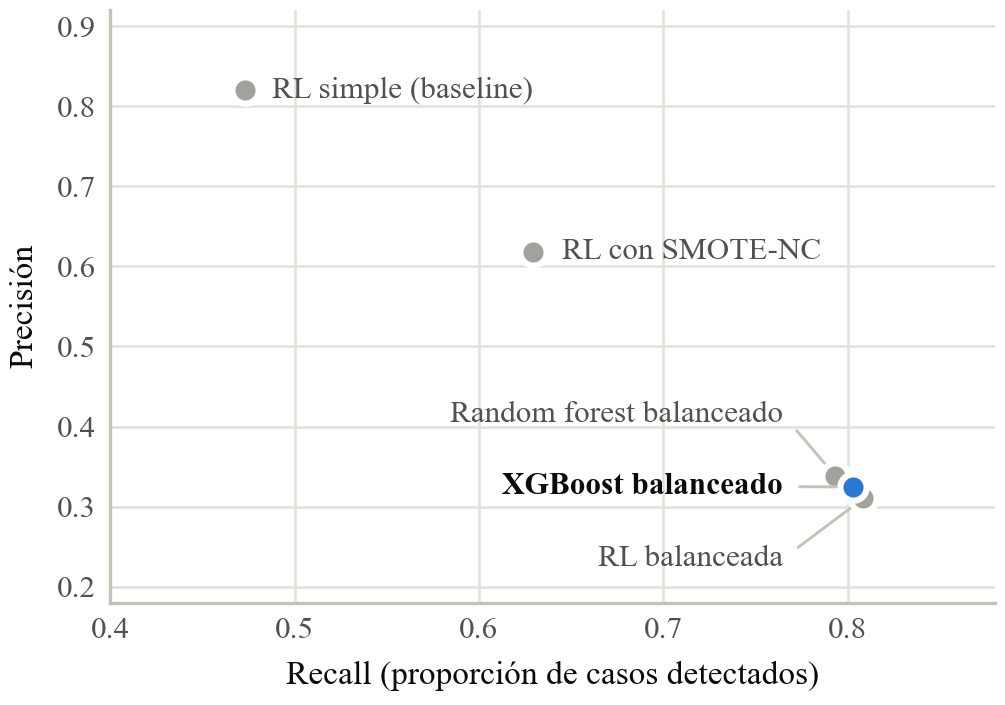 0.9
RL simple (baseline)
0.8
0.7
RL con SMOTE-NC
0.6
Precisión
0.5
Random forest balanceado
0.4
XGBoost balanceado
0.3
RL balanceada
0.2
0.4 0.5 0.6 0.7 0.8
Recall (proporción de casos detectados)